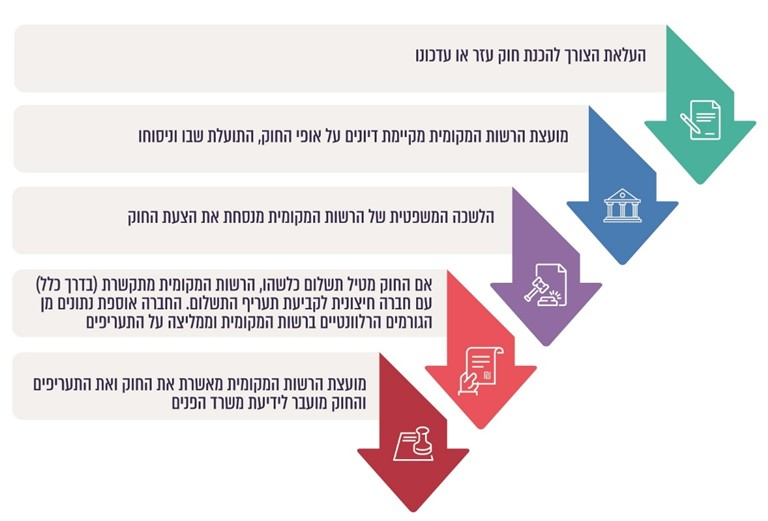 העלאת הצורך להכנת חוק עזר או עדכונו
מועצת הרשות המקומית מקיימת דיונים על אופי החוק, התועלת שבו וניסוחו
הלשכה המשפטית של הרשות המקומית מנסחת את הצעת החוק
אם החוק מטיל תשלום כלשהו, הרשות המקומית מתקשרת (בדרך כלל)
עם חברה חיצונית לקביעת תעריף התשלום. החברה אוספת נתונים מן
הגורמים הרלוונטיים ברשות המקומית וממליצה על התעריפים
מועצת הרשות המקומית מאשרת את החוק ואת התעריפים
והחוק מועבר לידיעת משרד הפנים
₪